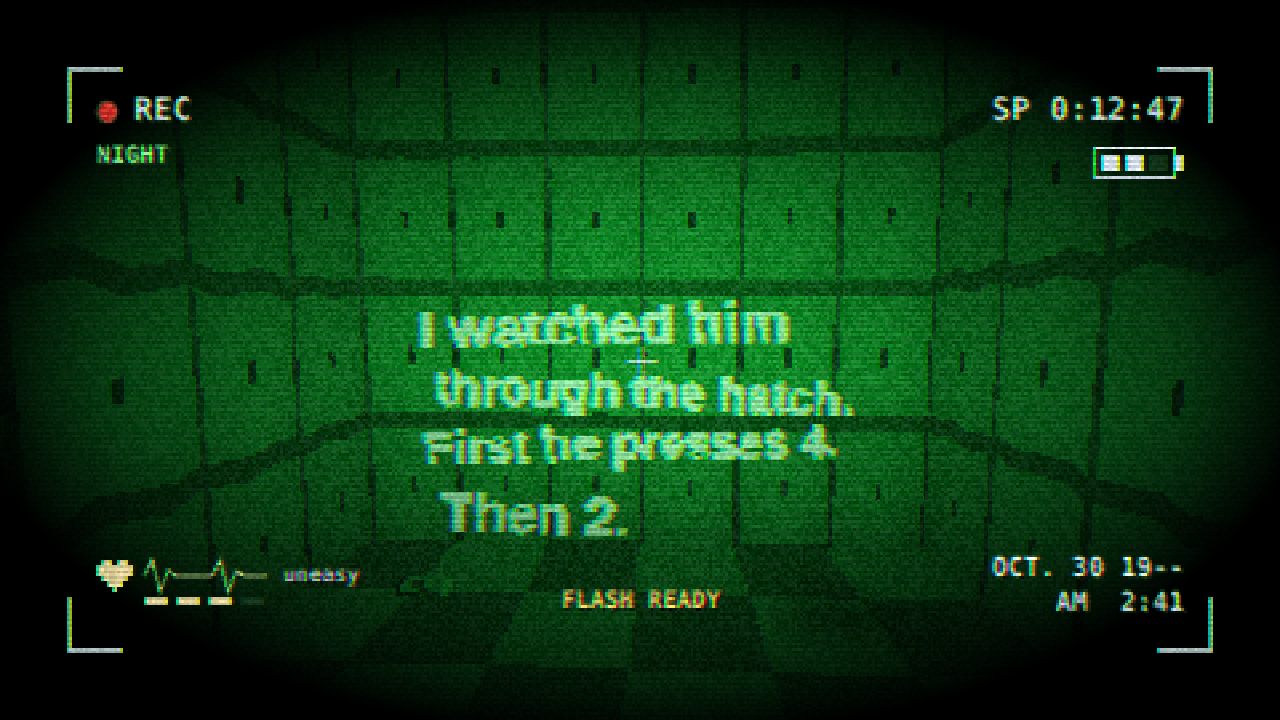 REC
SP 0:12:47
NIGHT
I watched him
through the hatch.
First he presses 4.
Then 2.
uneasy
FLASH READY
OCT. 30 19--
AM 2:41